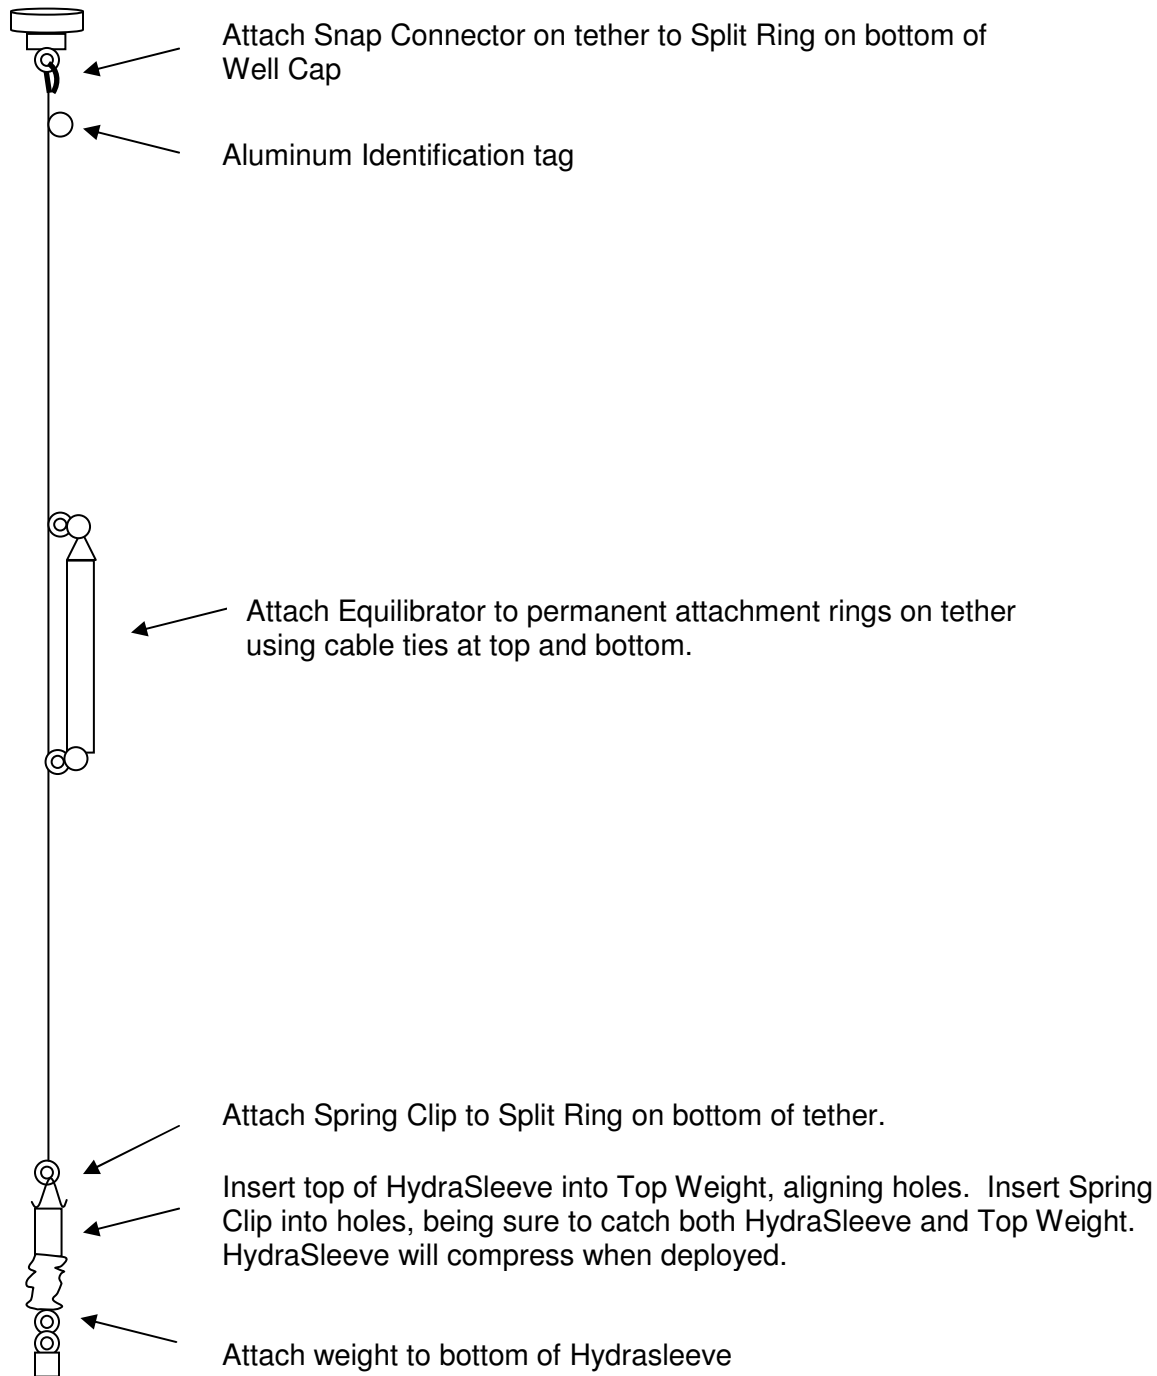 Attach Snap Connector on tether to Split Ring on bottom of
Well Cap
Aluminum Identification tag
Attach Equilibrator to permanent attachment rings on tether
using cable ties at top and bottom.
Attach Spring Clip to Split Ring on bottom of tether.
Insert top of HydraSleeve into Top Weight, aligning holes.  Insert Spring
Clip into holes, being sure to catch both HydraSleeve and Top Weight.
HydraSleeve will compress when deployed.
Attach weight to bottom of Hydrasleeve